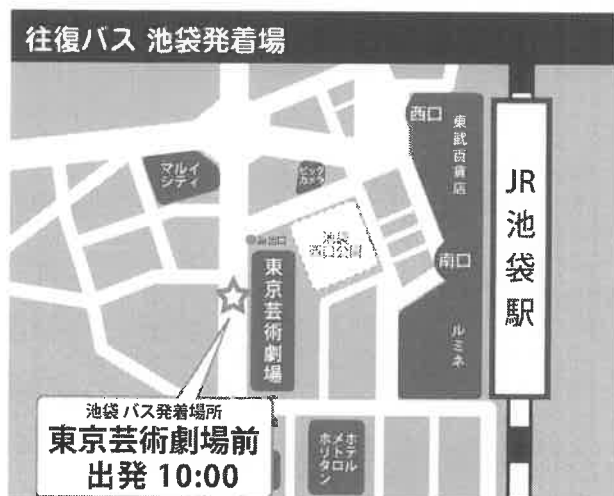 往復バス 池袋発着場
西口
東武百貨店
マルイ
シティ
ビック
カメラ
JR池袋駅
池袋
西口公園
南口
東京芸術劇場
ルミネ
池袋 バス発着場所
東京芸術劇場前
出発 10:00
ホテル
メトロ
ポリタン